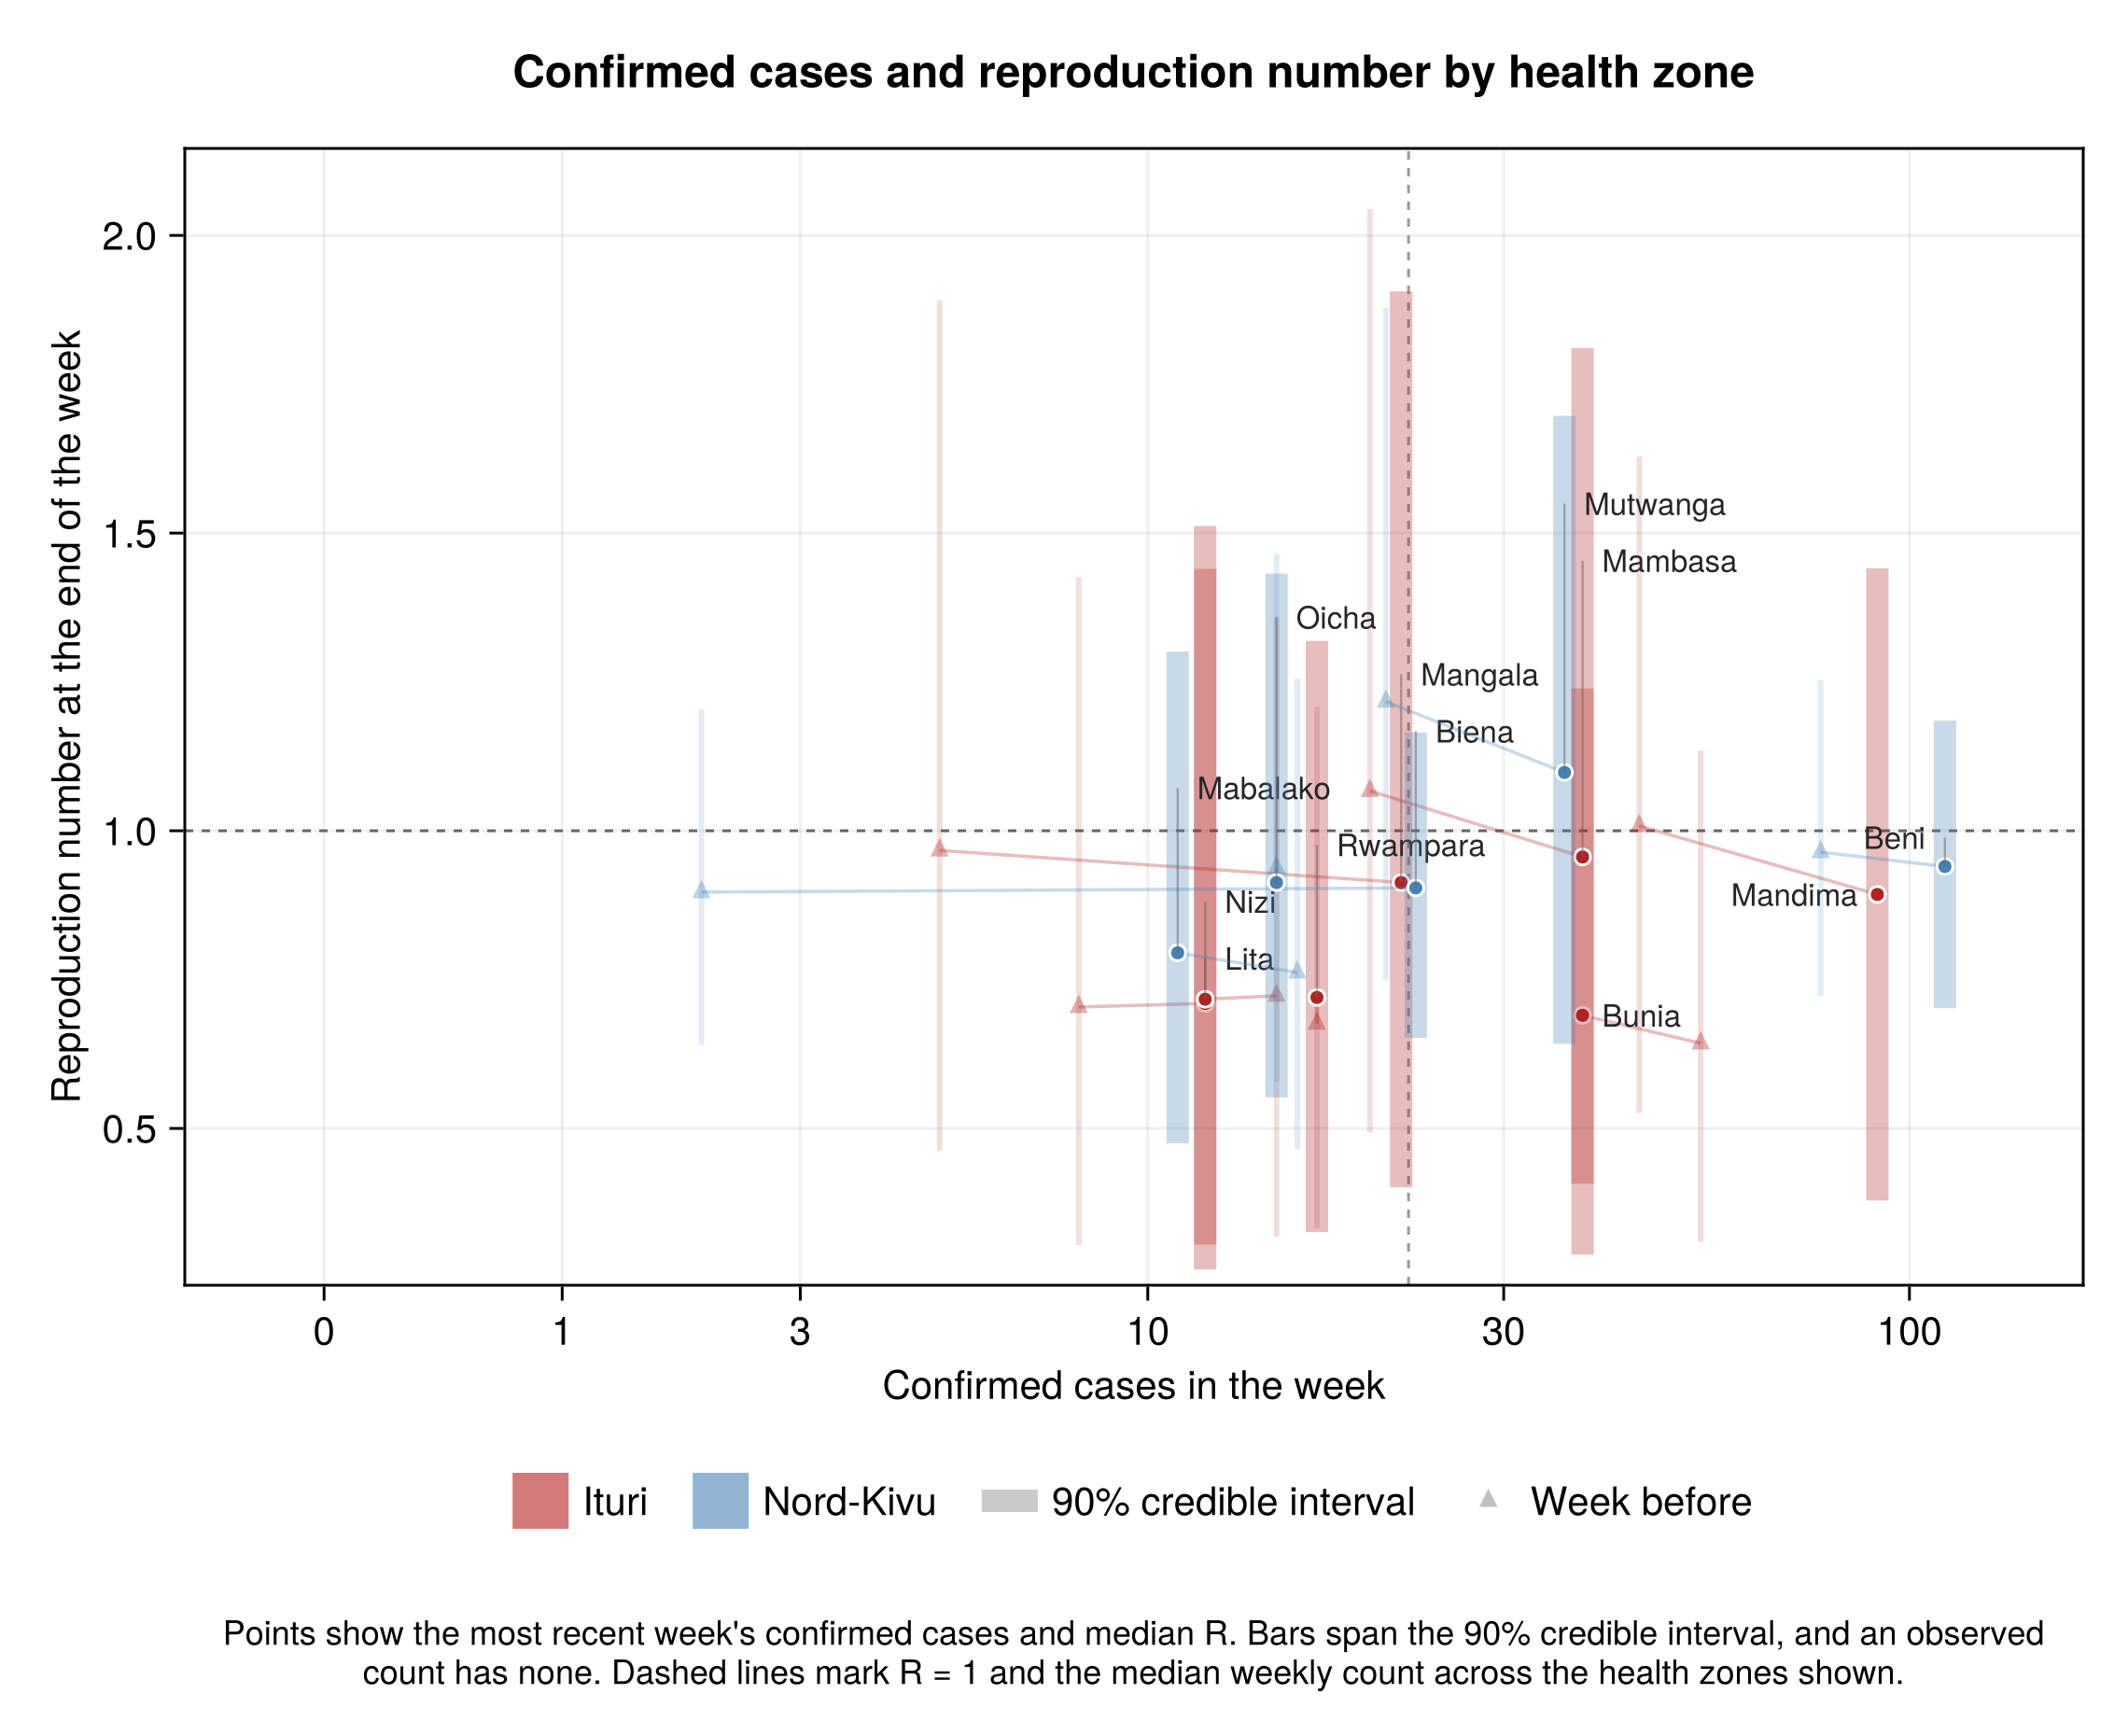 Confirmed cases and reproduction number by health zone
Reproduction number at the end of the week
2.0
1.5
1.0
0.5
Mutwanga
Mambasa
Oicha
Mangala
Biena
Mabalako
Beni
Rwampara
Mandima
Nizi
Lita
Bunia
0 1 3 10 30 100
Confirmed cases in the week
Ituri Nord-Kivu 90% credible interval Week before
Points show the most recent week's confirmed cases and median R. Bars span the 90% credible interval, and an observed
count has none. Dashed lines mark R = 1 and the median weekly count across the health zones shown.